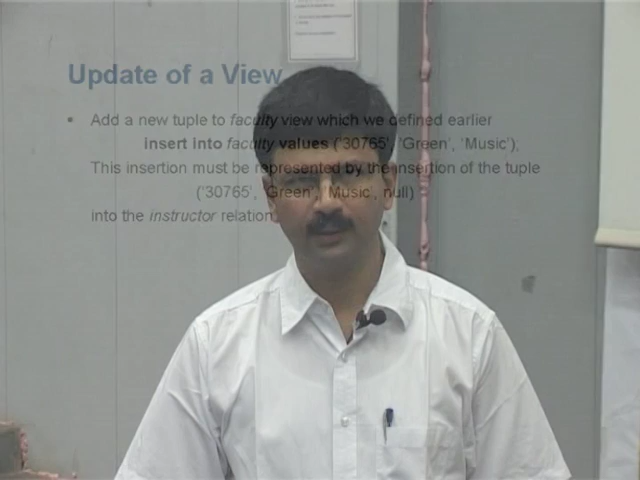 Update of a View
▪ Add a new tuple to faculty view which we defined earlier
insert into faculty values ('30765', 'Green', 'Music');
This insertion must be represented by the insertion of the tuple
('30765', 'Green', 'Music', null)
into the instructor relation